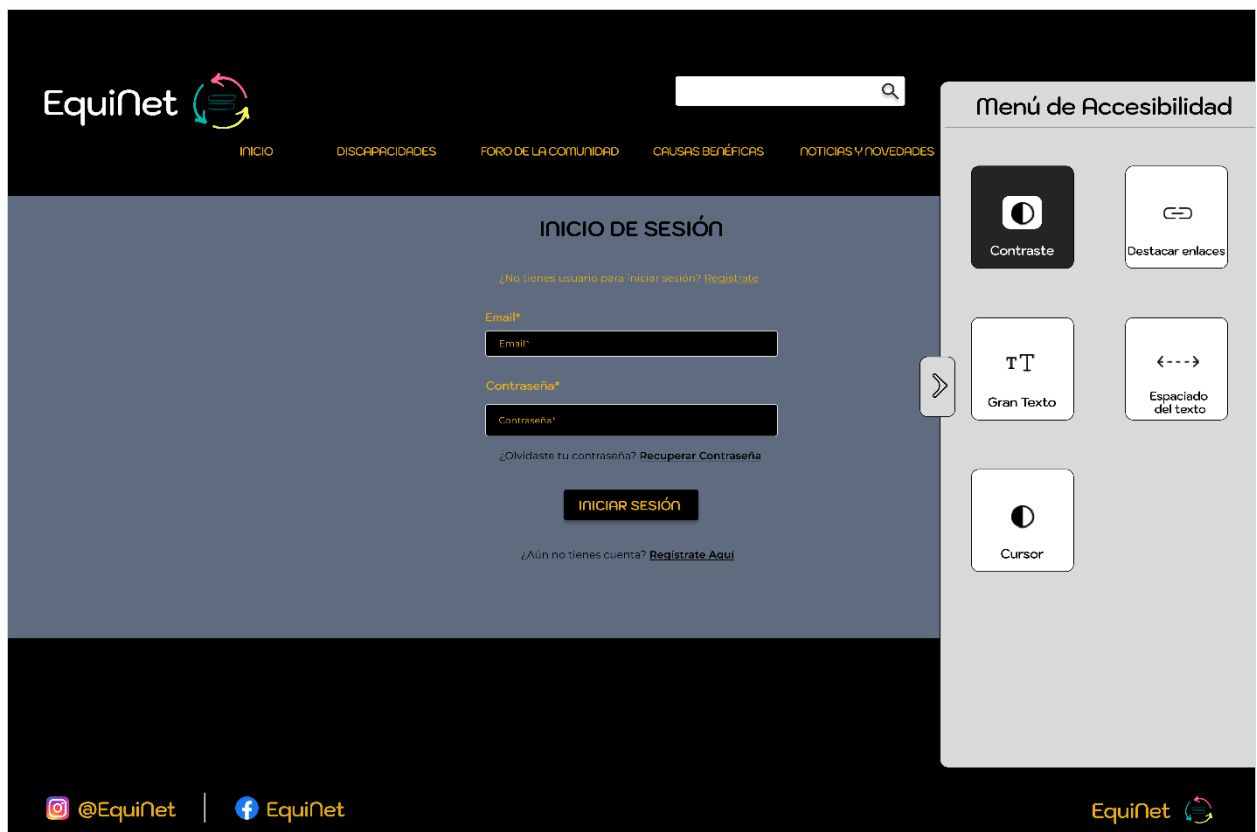 EquiNet
Menú de Accesibilidad
INICIO
DISCAPACIDADES
FORO DE LA COMUNIDAD
CAUSAS BENÉFICAS
NOTICIAS Y NOVEDADES
INICIO DE SESIÓN
¿No tienes usuario para iniciar sesión? Regístrate
Email*
Email*
Contraseña*
Contraseña*
¿Olvidaste tu contraseña? Recuperar Contraseña
INICIAR SESIÓN
¿Aún no tienes cuenta? Regístrate Aquí
Contraste
Destacar enlaces
TT
Gran Texto
Espaciado
del texto
Cursor
@EquiNet
EquiNet
EquiNet